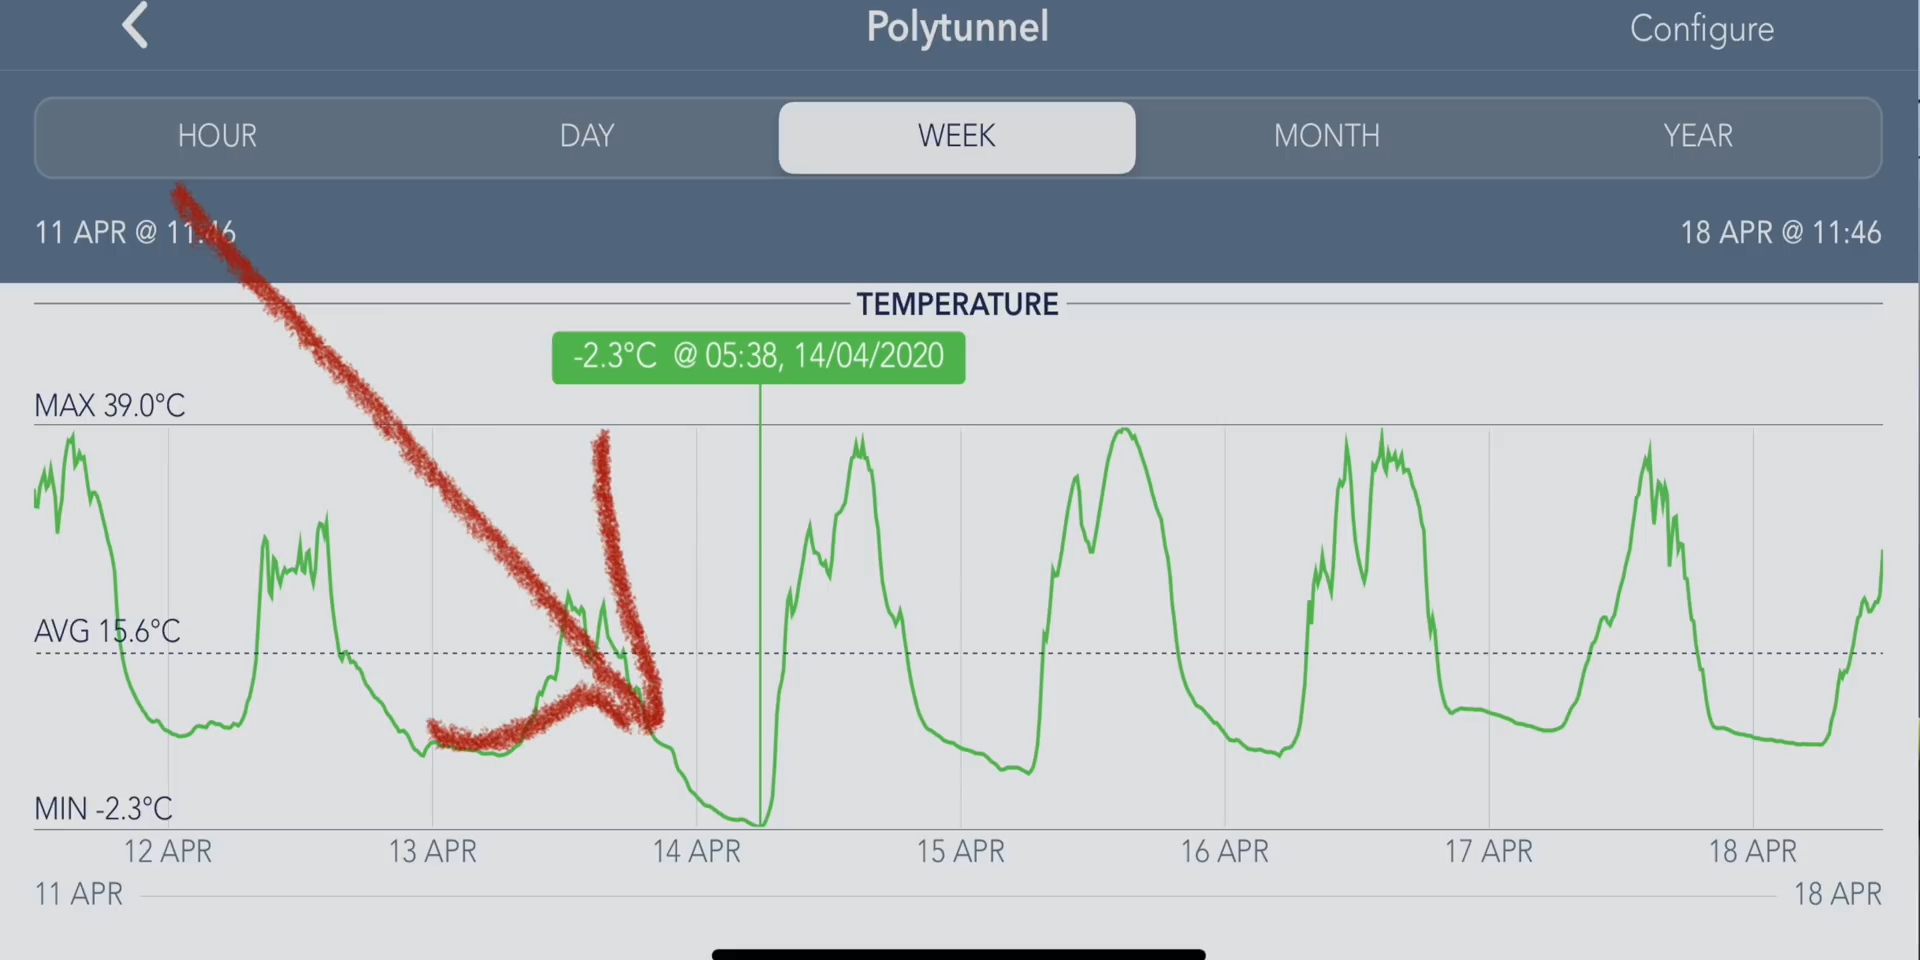 Polytunnel
Configure
HOUR DAY WEEK MONTH YEAR
11 APR @ 11:46
18 APR @ 11:46
TEMPERATURE
-2.3°C @ 05:38, 14/04/2020
MAX 39.0°C
AVG 15.6°C
MIN -2.3°C
12 APR 13 APR 14 APR 15 APR 16 APR 17 APR 18 APR
11 APR 18 APR